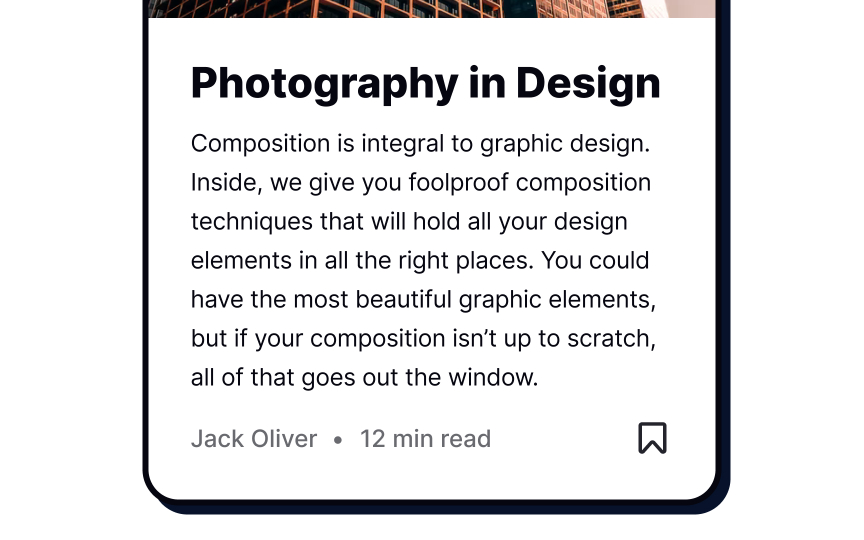 Photography in Design
Composition is integral to graphic design.
Inside, we give you foolproof composition
techniques that will hold all your design
elements in all the right places. You could
have the most beautiful graphic elements,
but if your composition isn’t up to scratch,
all of that goes out the window.
Jack Oliver • 12 min read